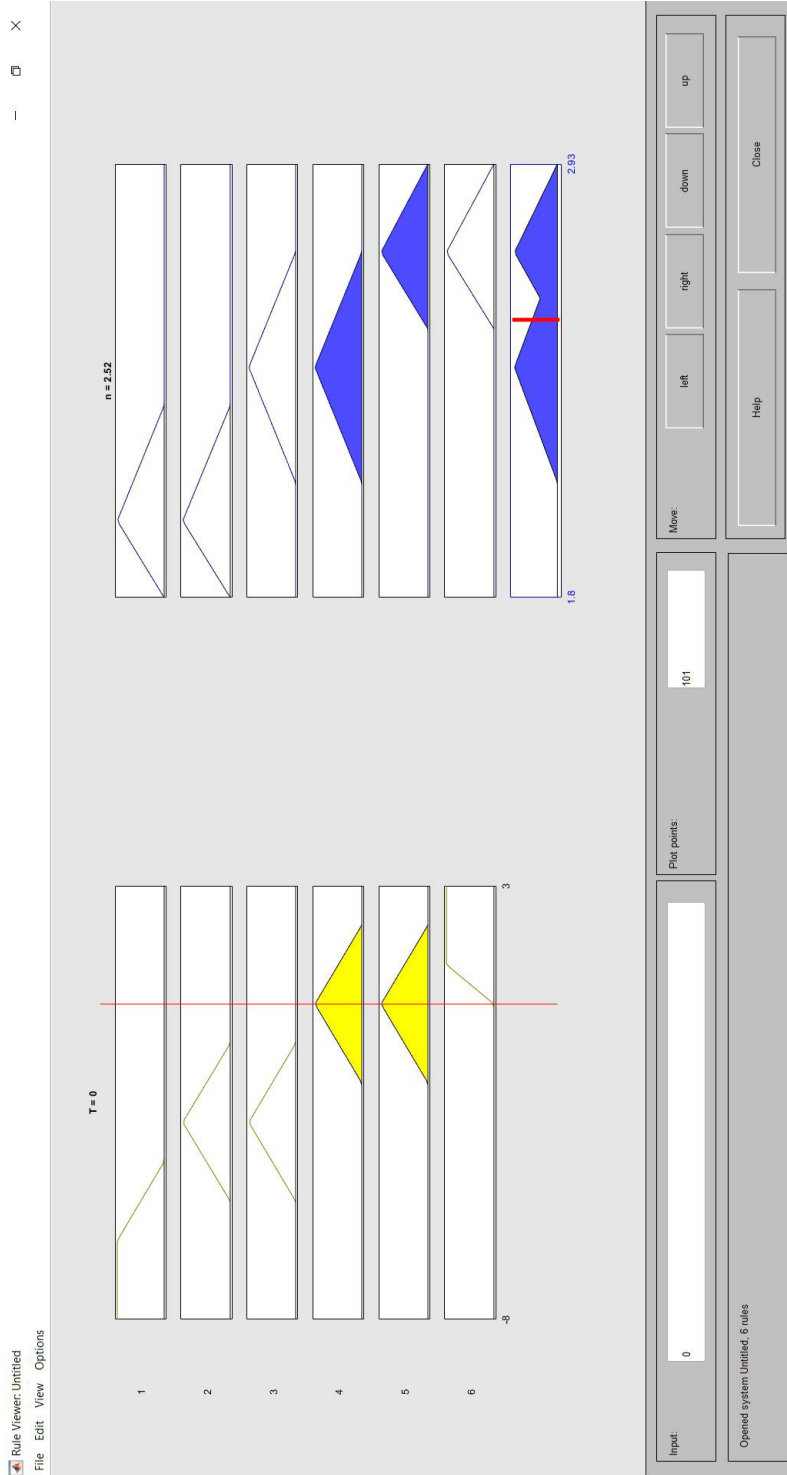 Rule Viewer: Untitled
File Edit View Options
T = 0
n = 2.52
1
2
3
4
5
6
-8
3
1.8
2.93
Input:
0
Plot points:
101
Move:
left
right
down
up
Opened system Untitled, 6 rules
Help
Close